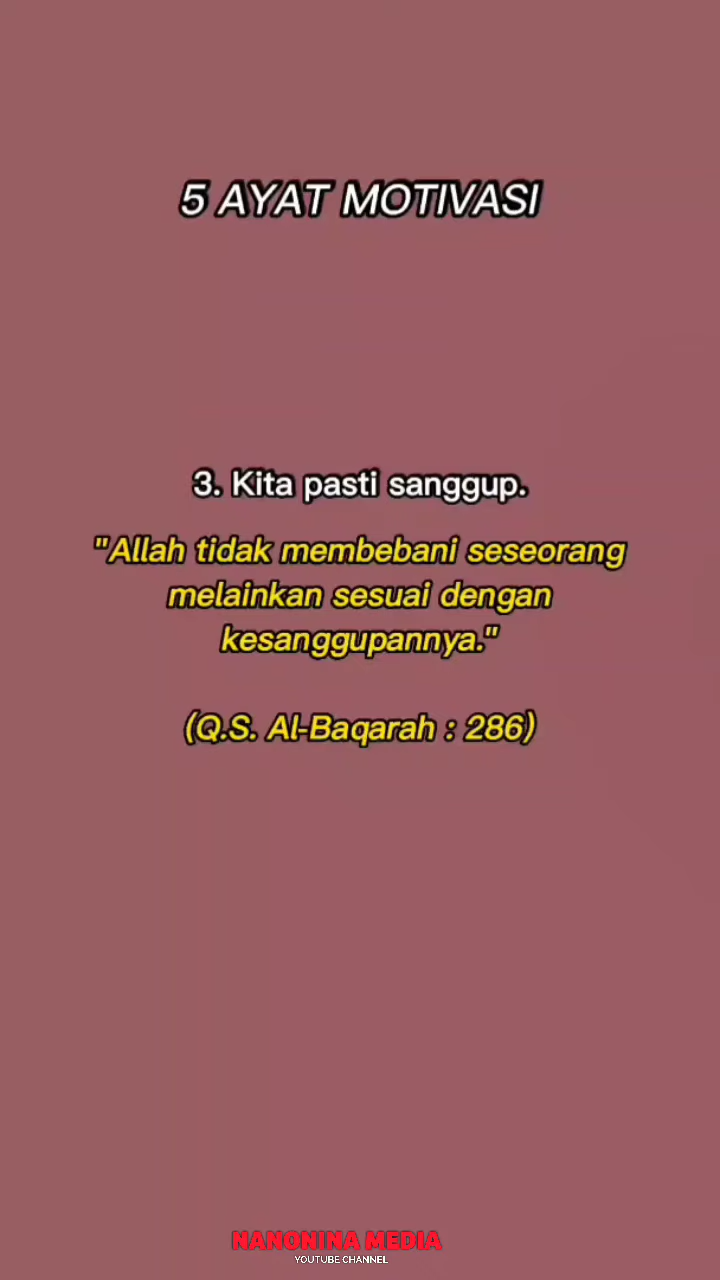 5 AYAT MOTIVASI
3. Kita pasti sanggup.
"Allah tidak membebani seseorang
melainkan sesuai dengan
kesanggupannya."
(Q.S. Al-Baqarah : 286)
NANONINA MEDIA
YOUTUBE CHANNEL